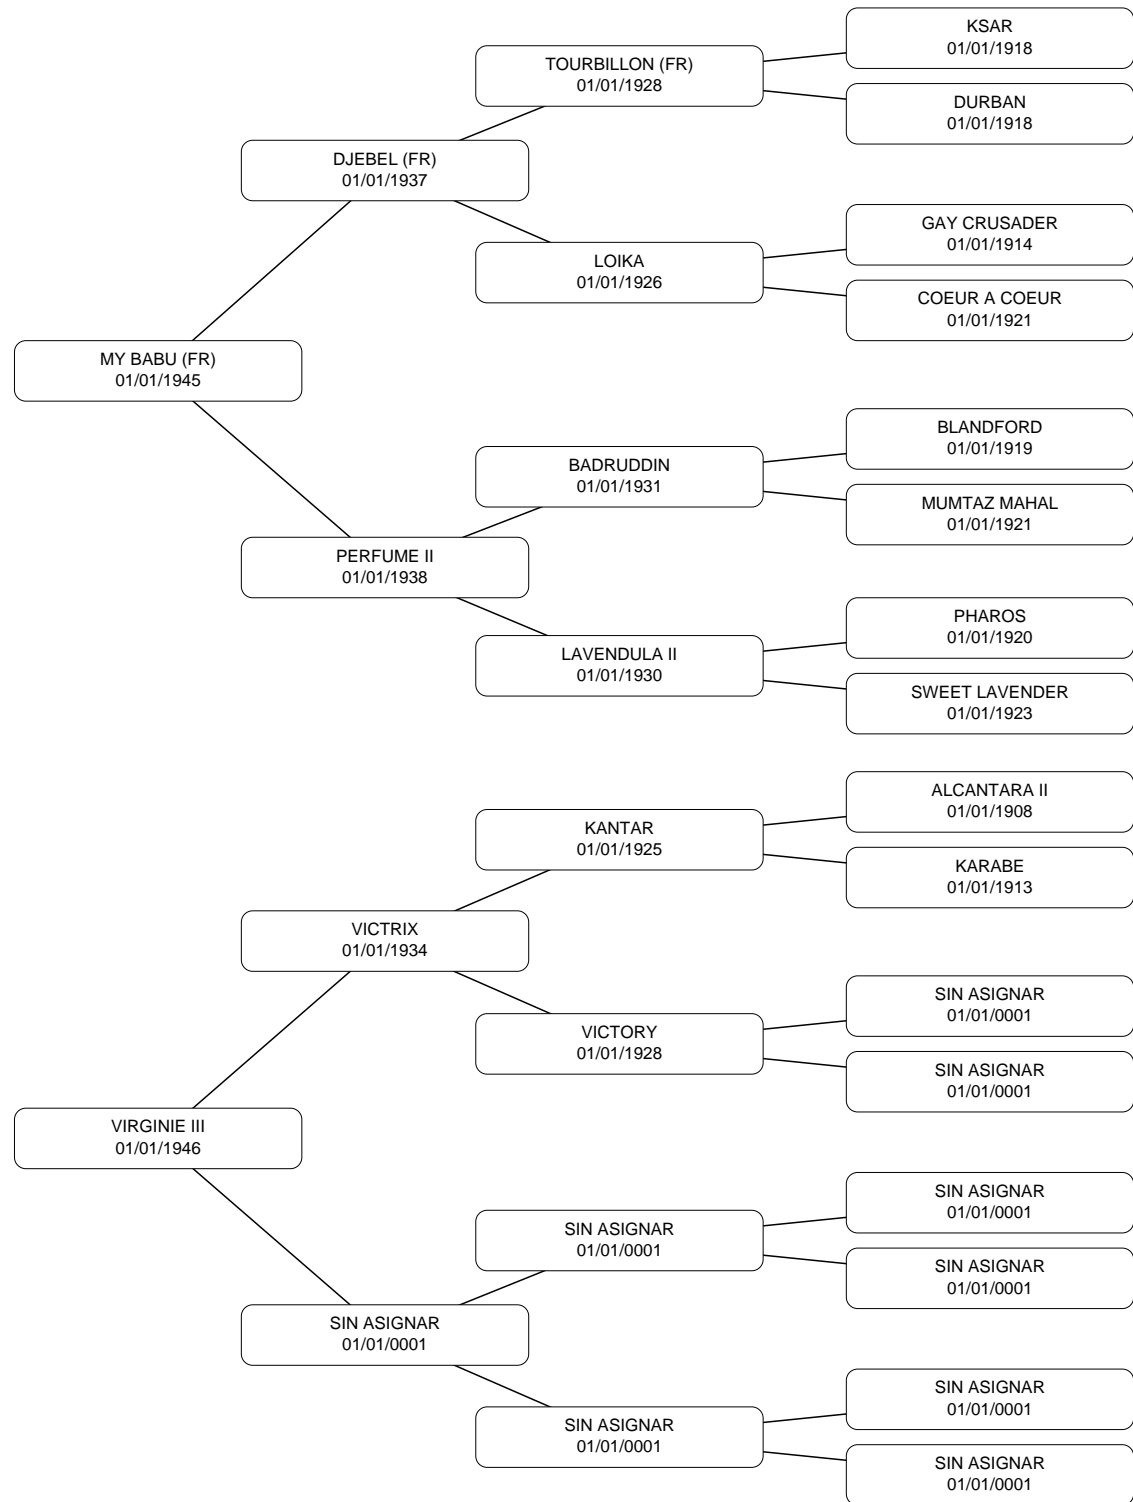 KSAR
01/01/1918
TOURBILLON (FR)
01/01/1928
DURBAN
01/01/1918
DJEBEL (FR)
01/01/1937
GAY CRUSADER
01/01/1914
LOIKA
01/01/1926
COEUR A COEUR
01/01/1921
MY BABU (FR)
01/01/1945
BLANDFORD
01/01/1919
BADRUDDIN
01/01/1931
MUMTAZ MAHAL
01/01/1921
PERFUME II
01/01/1938
PHAROS
01/01/1920
LAVENDULA II
01/01/1930
SWEET LAVENDER
01/01/1923
ALCANTARA II
01/01/1908
KANTAR
01/01/1925
KARABE
01/01/1913
VICTRIX
01/01/1934
SIN ASIGNAR
01/01/0001
VICTORY
01/01/1928
SIN ASIGNAR
01/01/0001
VIRGINIE III
01/01/1946
SIN ASIGNAR
01/01/0001
SIN ASIGNAR
01/01/0001
SIN ASIGNAR
01/01/0001
SIN ASIGNAR
01/01/0001
SIN ASIGNAR
01/01/0001
SIN ASIGNAR
01/01/0001
SIN ASIGNAR
01/01/0001